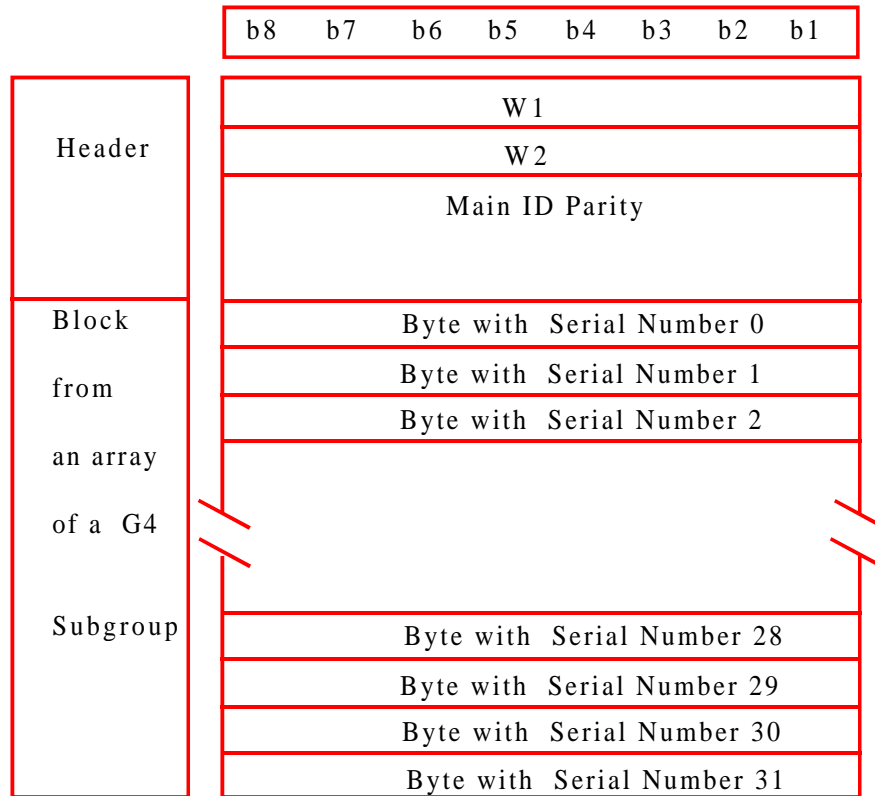 b8 b7 b6 b5 b4 b3 b2 b1
Header
W1
W2
Main ID Parity
Block
from
an array
of a G4
Subgroup
Byte with Serial Number 0
Byte with Serial Number 1
Byte with Serial Number 2
Byte with Serial Number 28
Byte with Serial Number 29
Byte with Serial Number 30
Byte with Serial Number 31